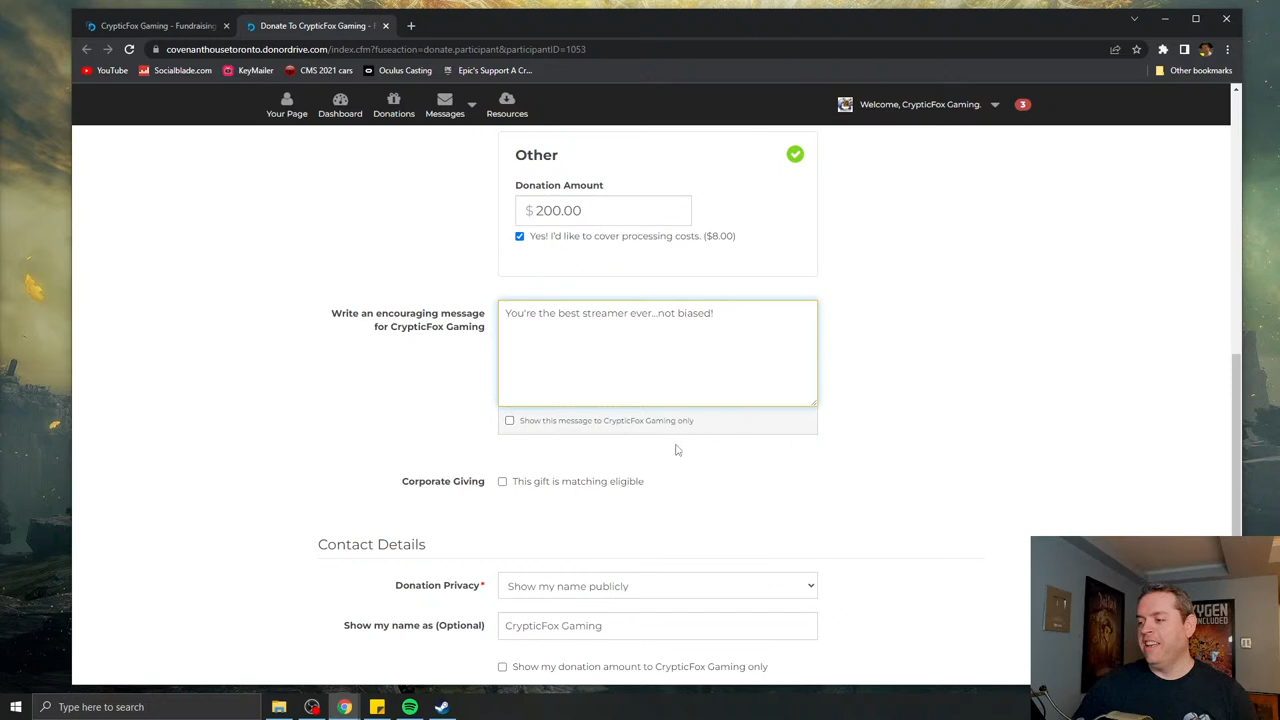 CrypticFox Gaming - Fundraising
Donate To CrypticFox Gaming -
covenanthousetoronto.donordrive.com/index.cfm?fuseaction=donate.participant&participantID=1053
YouTube
Socialblade.com
KeyMailer
CMS 2021 cars
Oculus Casting
Epic's Support A Cr...
Other bookmarks
Your Page
Dashboard
Donations
Messages
Resources
Welcome, CrypticFox Gaming.
3
Other
Donation Amount
$ 200.00
Yes! I'd like to cover processing costs. ($8.00)
Write an encouraging message
for CrypticFox Gaming
You're the best streamer ever...not biased!
Show this message to CrypticFox Gaming only
Corporate Giving
This gift is matching eligible
Contact Details
Donation Privacy*
Show my name publicly
Show my name as (Optional)
CrypticFox Gaming
Show my donation amount to CrypticFox Gaming only
Type here to search